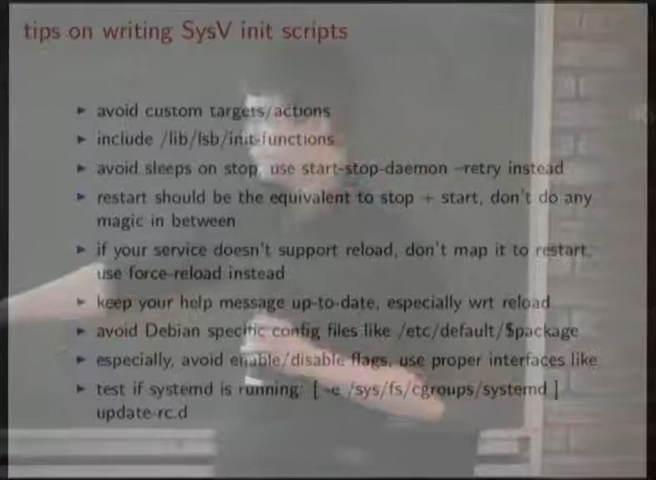 tips on writing SysV init scripts
avoid custom targets/actions
include /lib/lsb/init-functions
avoid sleeps on stop, use start-stop-daemon –retry instead
restart should be the equivalent to stop + start, don't do any
magic in between
if your service doesn't support reload, don't map it to restart,
use force-reload instead
keep your help message up-to-date, especially wrt reload
avoid Debian specific config files like /etc/default/$package
especially, avoid enable/disable flags, use proper interfaces like
test if systemd is running: [ -e /sys/fs/cgroups/systemd ]
update-rc.d